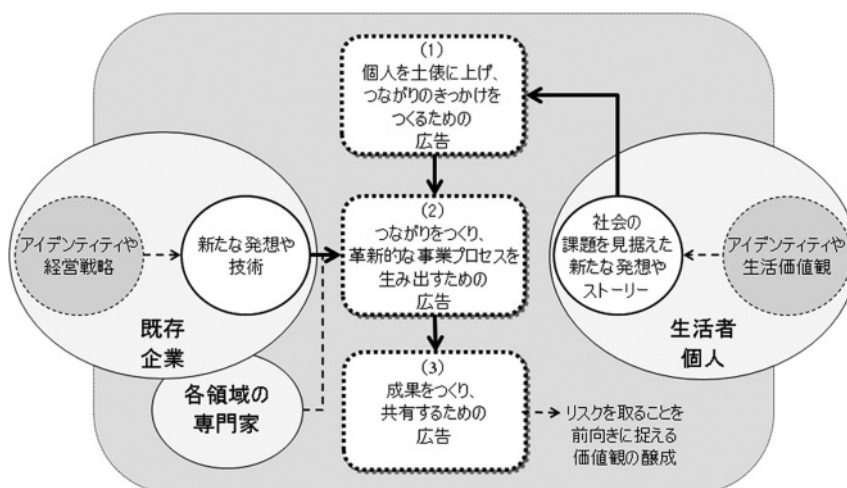 (1)
個人を土俵に上げ、
つながりのきっかけを
つくるための
広告
(2)
つながりをつくり、
革新的な事業プロセスを
生み出すための
広告
(3)
成果をつくり、
共有するための
広告
アイデンティティや
経営戦略
新たな発想や
技術
既存
企業
各領域の
専門家
社会の
課題を見据えた
新たな発想や
ストーリー
アイデンティティや
生活価値観
生活者
個人
リスクを取ることを
前向きに捉える
価値観の醸成